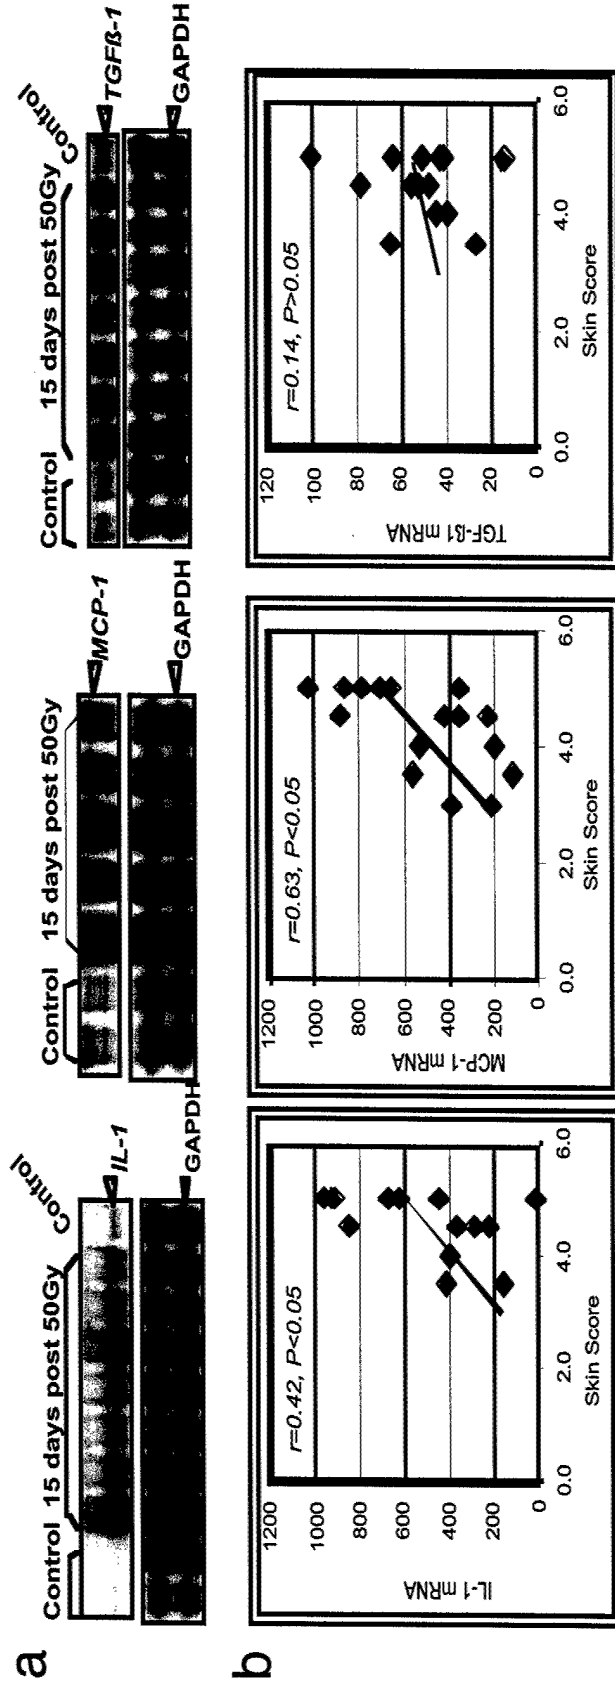 a
Control 15 days post 50Gy Control
IL-1
GAPDH
Control 15 days post 50Gy
MCP-1
GAPDH
Control 15 days post 50Gy Control
TGFß-1
GAPDH
b
r=0.42, P<0.05
1200
1000
800
600
400
200
0
0.0 2.0 4.0 6.0
IL-1 mRNA
Skin Score
r=0.63, P<0.05
1200
1000
800
600
400
200
0
0.0 2.0 4.0 6.0
MCP-1 mRNA
Skin Score
r=0.14, P>0.05
120
100
80
60
40
20
0
0.0 2.0 4.0 6.0
TGF-ß1 mRNA
Skin Score